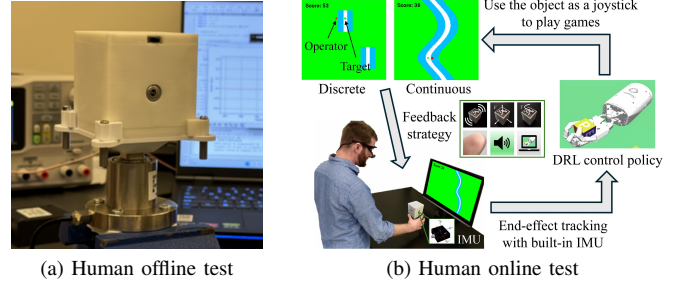 Score: 53
Operator
Target
Discrete
Score: 36
Continuous
Use the object as a joystick
to play games
Feedback
strategy
DRL control policy
IMU
End-effect tracking
with built-in IMU
(a) Human offline test
(b) Human online test